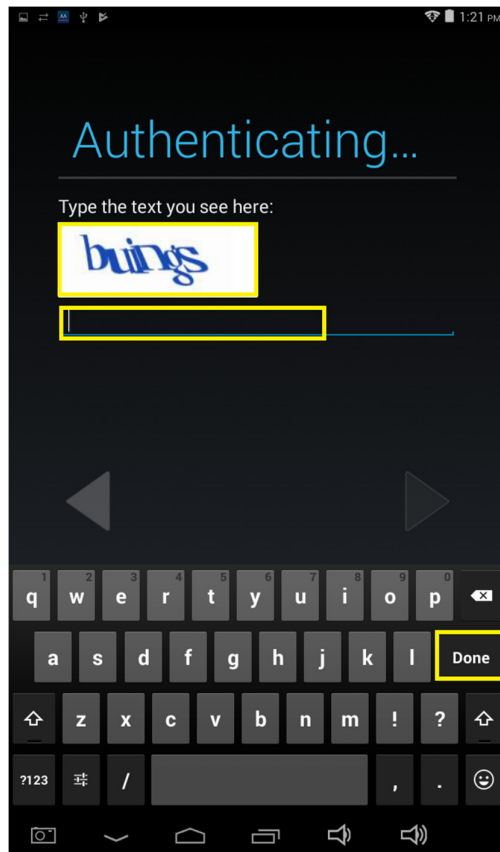 1:21 PM
Authenticating...
Type the text you see here:
buings
1 2 3 4 5 6 7 8 9 0
q w e r t y u i o p
a s d f g h j k l Done
z x c v b n m ! ?
?123 / , .